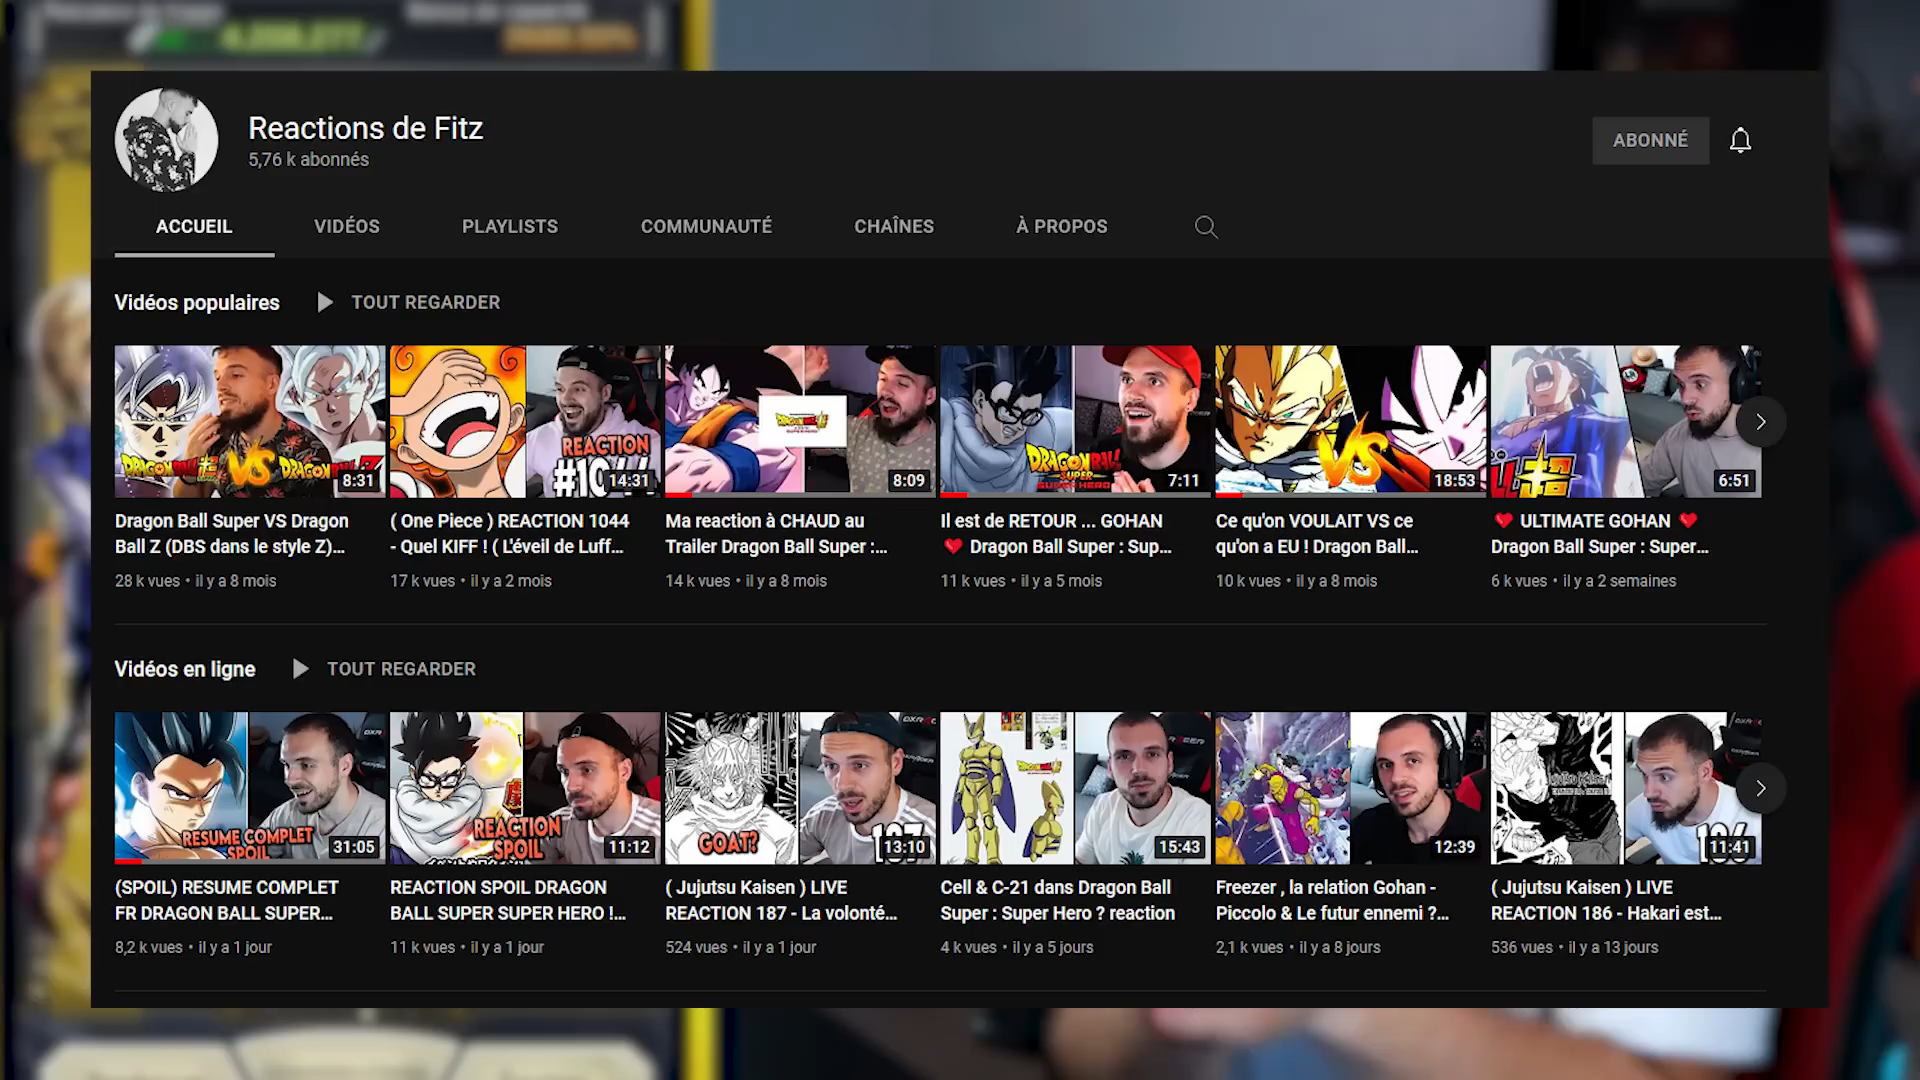 Reactions de Fitz
5,76 k abonnés
ABONNÉ
ACCUEIL
VIDÉOS
PLAYLISTS
COMMUNAUTÉ
CHAÎNES
À PROPOS
Vidéos populaires
TOUT REGARDER
VS
8:31
REACTION
14:31
8:09
DRAGON BALL
SUPER
SUPER HERO
7:11
VS
18:53
6:51
Dragon Ball Super VS Dragon
Ball Z (DBS dans le style Z)...
28 k vues • il y a 8 mois
( One Piece ) REACTION 1044
- Quel KIFF ! ( L'éveil de Luff...
17 k vues • il y a 2 mois
Ma reaction à CHAUD au
Trailer Dragon Ball Super :...
14 k vues • il y a 8 mois
Il est de RETOUR ... GOHAN
❤️ Dragon Ball Super : Sup...
11 k vues • il y a 5 mois
Ce qu'on VOULAIT VS ce
qu'on a EU ! Dragon Ball...
10 k vues • il y a 8 mois
❤️ ULTIMATE GOHAN ❤️
Dragon Ball Super : Super...
6 k vues • il y a 2 semaines
Vidéos en ligne
TOUT REGARDER
RESUME COMPLET
SPOIL
31:05
REACTION
SPOIL
11:12
GOAT?
13:10
15:43
12:39
11:41
(SPOIL) RESUME COMPLET
FR DRAGON BALL SUPER...
8,2 k vues • il y a 1 jour
REACTION SPOIL DRAGON
BALL SUPER SUPER HERO !...
11 k vues • il y a 1 jour
( Jujutsu Kaisen ) LIVE
REACTION 187 - La volonté...
524 vues • il y a 1 jour
Cell & C-21 dans Dragon Ball
Super : Super Hero ? reaction
4 k vues • il y a 5 jours
Freezer , la relation Gohan -
Piccolo & Le futur ennemi ?...
2,1 k vues • il y a 8 jours
( Jujutsu Kaisen ) LIVE
REACTION 186 - Hakari est...
536 vues • il y a 13 jours